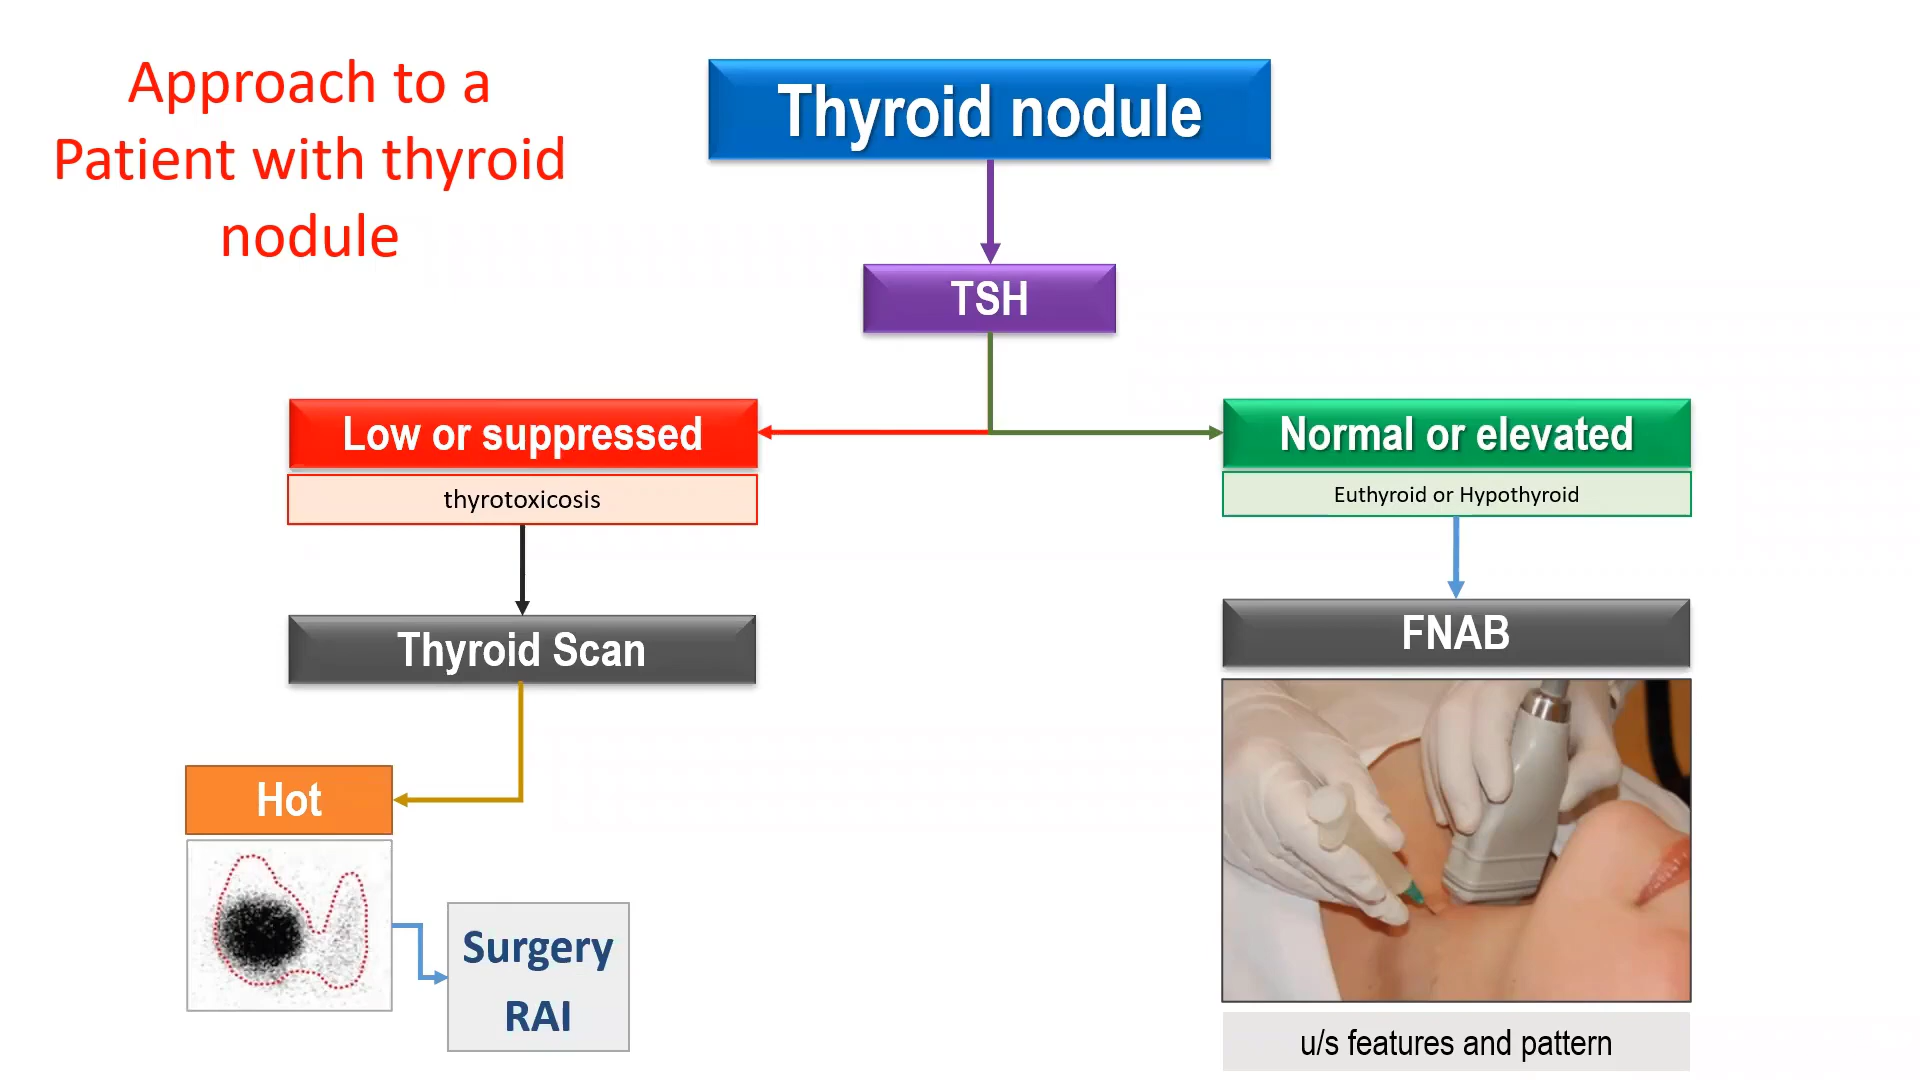 Approach to a
Patient with thyroid
nodule
Thyroid nodule
TSH
Low or suppressed
thyrotoxicosis
Normal or elevated
Euthyroid or Hypothyroid
Thyroid Scan
FNAB
Hot
Surgery
RAI
u/s features and pattern